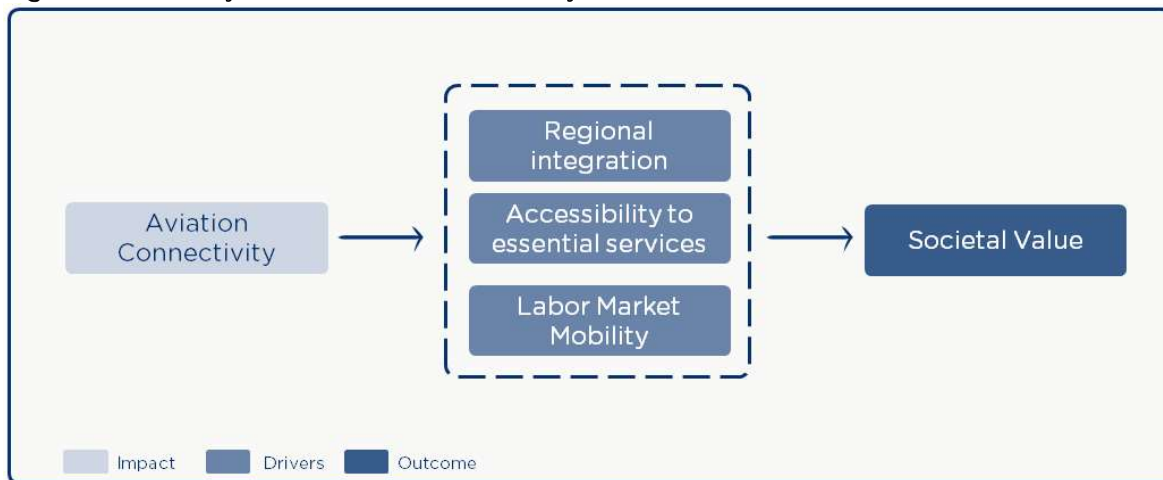 Regional
integration
Aviation
Connectivity
Accessibility to
essential services
Societal Value
Labor Market
Mobility
Impact
Drivers
Outcome